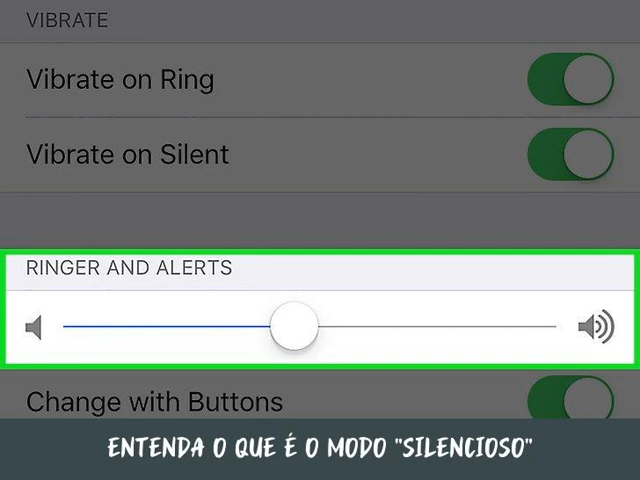 VIBRATE
Vibrate on Ring
Vibrate on Silent
RINGER AND ALERTS
Change with Buttons
ENTENDA O QUE É O MODO "SILENCIOSO"